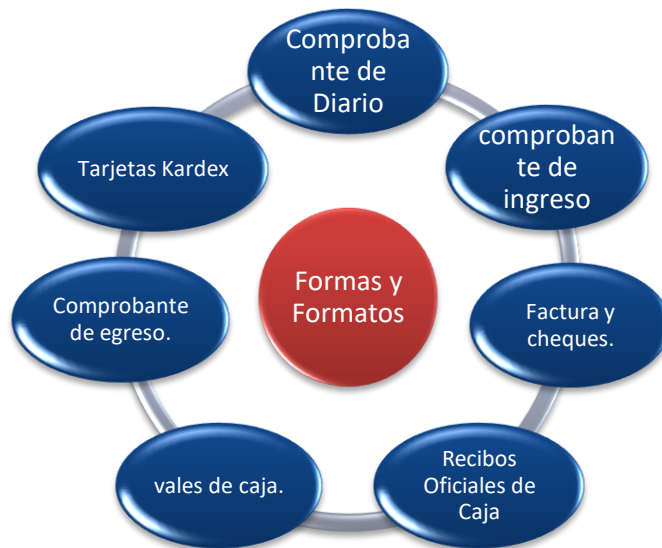 Comproba
nte de
Diario
comproban
te de
ingreso
Factura y
cheques.
Recibos
Oficiales de
Caja
vales de caja.
Comprobante
de egreso.
Tarjetas Kardex
Formas y
Formatos